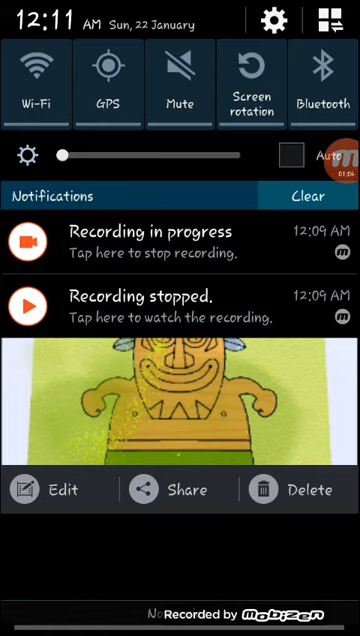 12:11 AM Sun, 22 January
Wi-Fi GPS Mute Screen rotation Bluetooth
Auto
01:04
Notifications Clear
Recording in progress 12:09 AM
Tap here to stop recording.
Recording stopped. 12:09 AM
Tap here to watch the recording.
Edit Share Delete
Recorded by mobizen